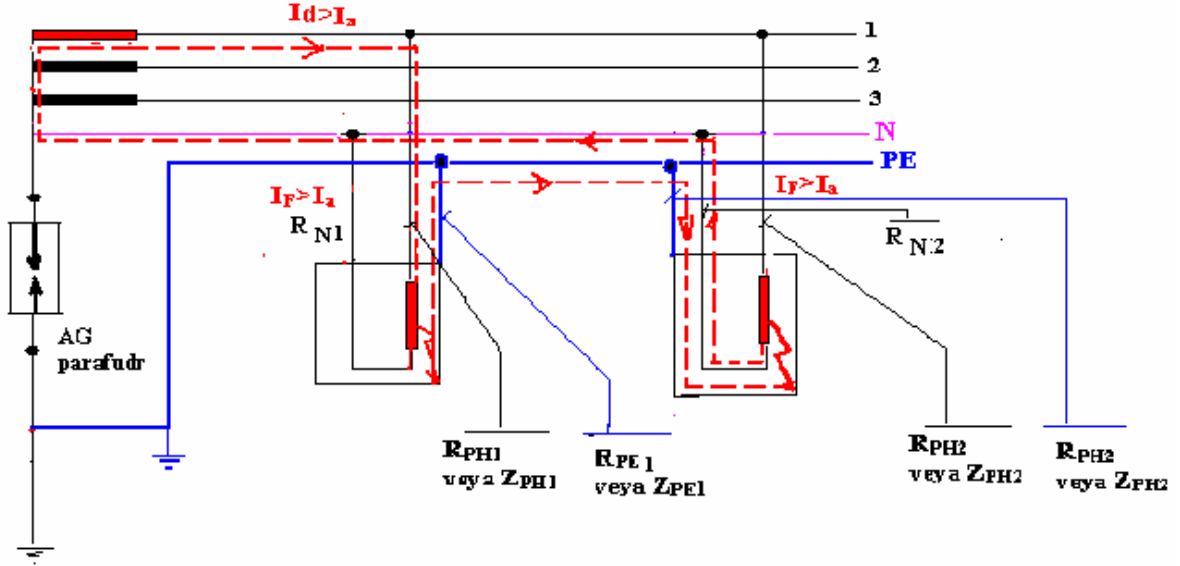 Id>Ia
1
2
3
N
PE
IF>Ia
RN1
IF>Ia
RN2
AG
parafudr
RPH1
veya ZPH1
RPE1
veya ZPE1
RPH2
veya ZPH2
RPH2
veya ZPH2